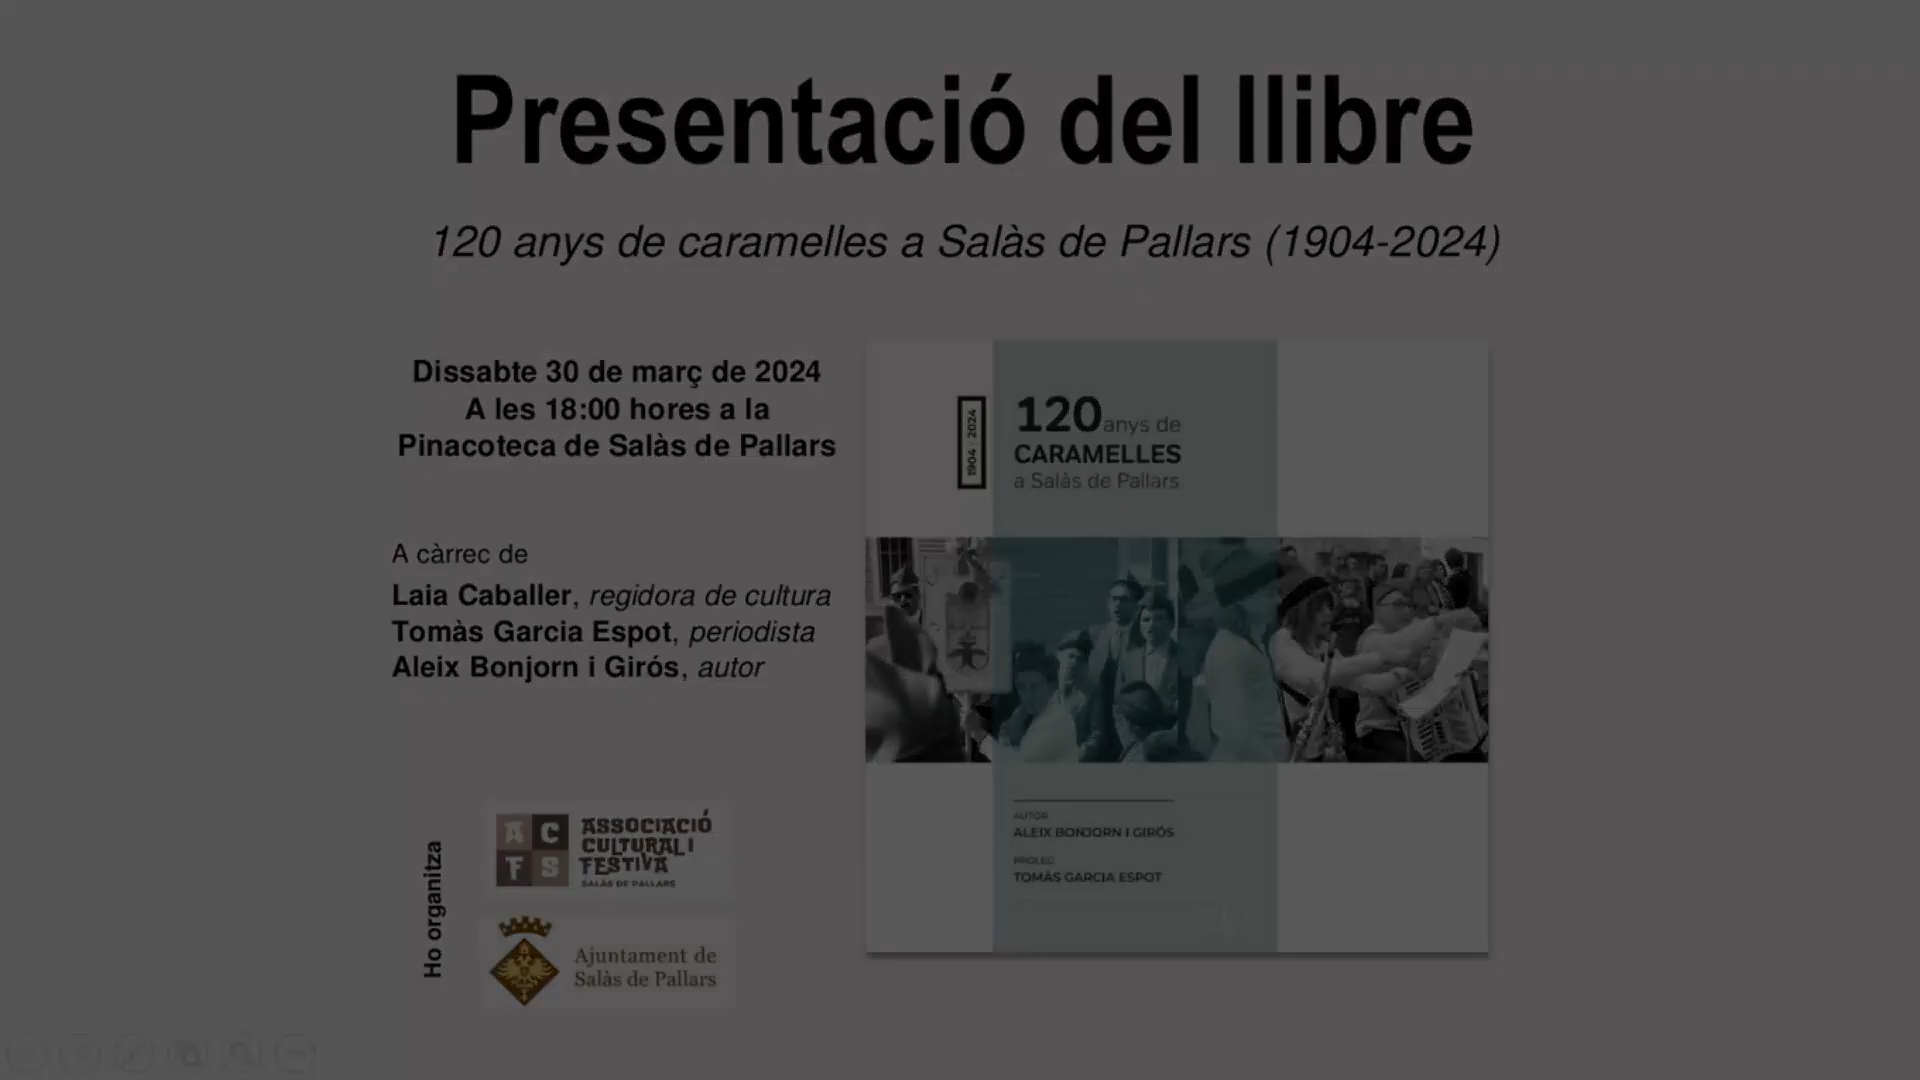 Presentació del llibre
120 anys de caramelles a Salàs de Pallars (1904-2024)
Dissabte 30 de març de 2024
A les 18:00 hores a la
Pinacoteca de Salàs de Pallars
A càrrec de
Laia Caballer, regidora de cultura
Tomàs Garcia Espot, periodista
Aleix Bonjorn i Girós, autor
Ho organitza
A C
F S
ASSOCIACIÓ
CULTURAL I
FESTIVA
SALÀS DE PALLARS
Ajuntament de
Salàs de Pallars
1904 / 2024
120 anys de
CARAMELLES
a Salàs de Pallars
AUTOR
ALEIX BONJORN I GIRÓS
PRÒLEG
TOMÀS GARCIA ESPOT